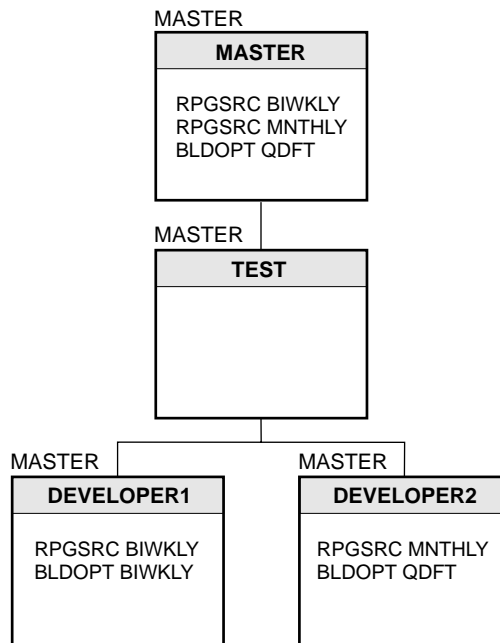 MASTER
MASTER
RPGSRC BIWKLY
RPGSRC MNTHLY
BLDOPT QDFT
MASTER
TEST
MASTER
DEVELOPER1
RPGSRC BIWKLY
BLDOPT BIWKLY
MASTER
DEVELOPER2
RPGSRC MNTHLY
BLDOPT QDFT